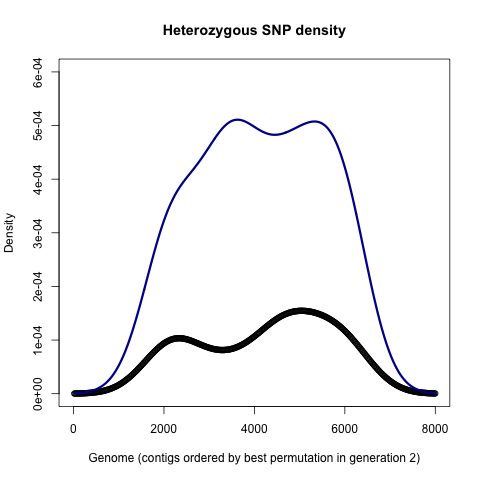 Heterozygous SNP density
Density
6e-04
5e-04
4e-04
3e-04
2e-04
1e-04
0e+00
0 2000 4000 6000 8000
Genome (contigs ordered by best permutation in generation 2)